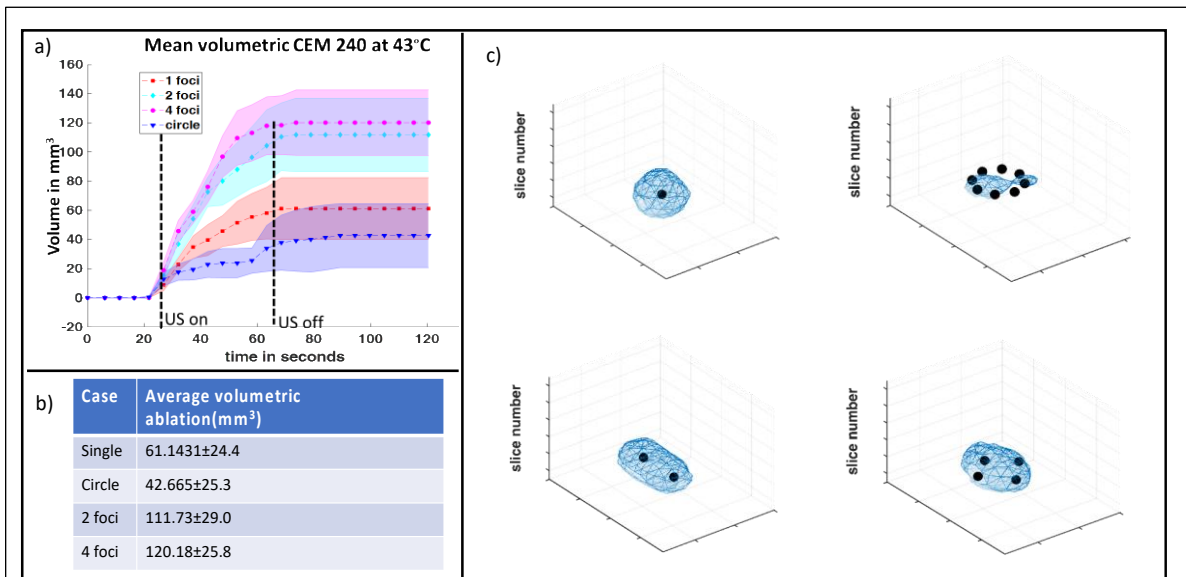 a)
Mean volumetric CEM 240 at 43°C
160
140
120
100
80
60
40
20
0
-20
Volume in mm³
1 foci
2 foci
4 foci
circle
US on
US off
0 20 40 60 80 100 120
time in seconds
b)
Case Average volumetric
ablation(mm³)
Single 61.1431±24.4
Circle 42.665±25.3
2 foci 111.73±29.0
4 foci 120.18±25.8
c)
slice number
slice number
slice number
slice number